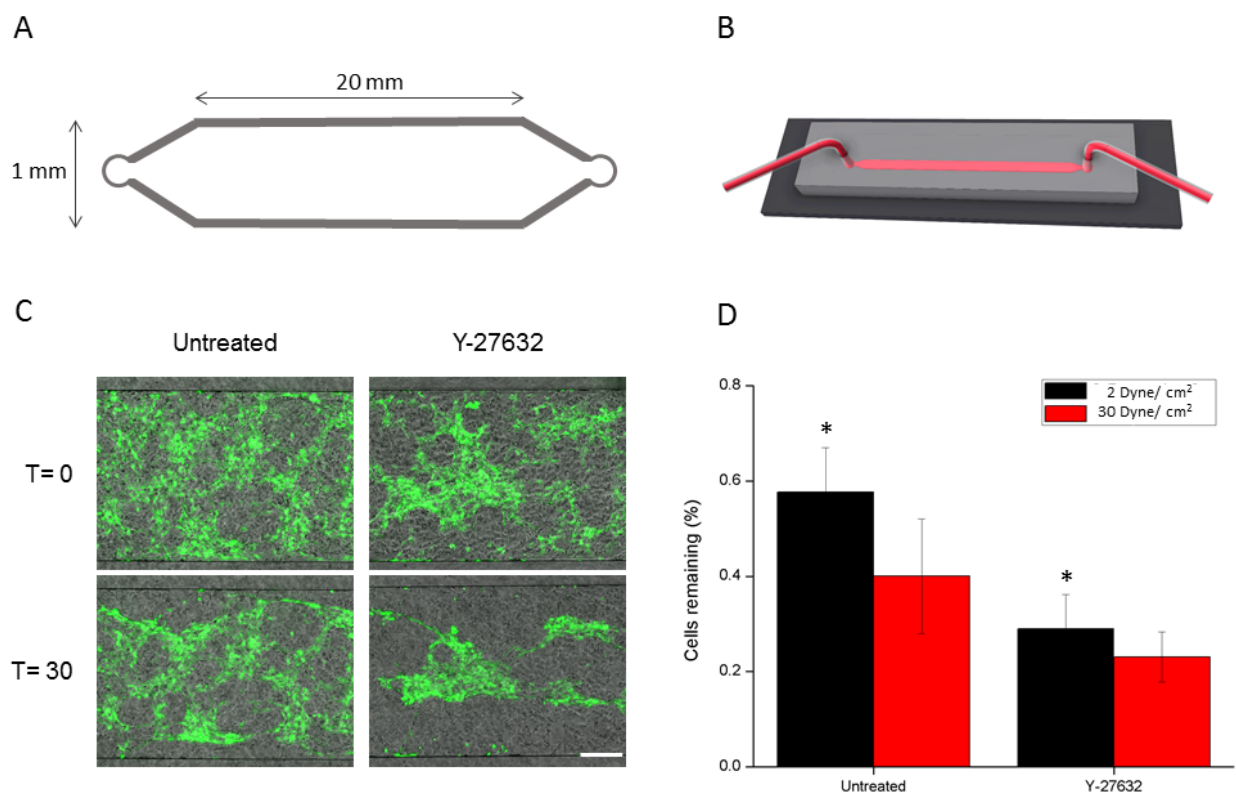 A
B
20 mm
1 mm
C
D
Untreated
Y-27632
T= 0
T= 30
0.8
0.6
0.4
0.2
0.0
Cells remaining (%)
2 Dyne/ cm²
30 Dyne/ cm²
*
*
Untreated
Y-27632